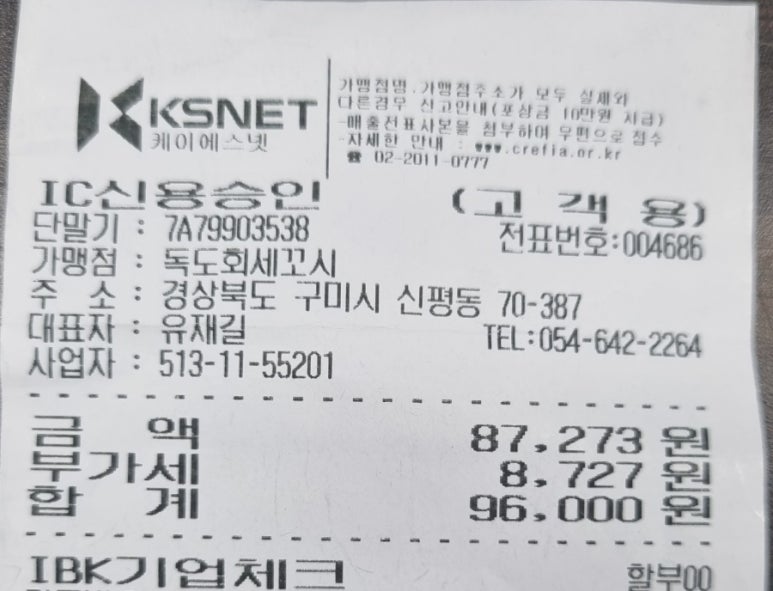 KSNET
케이에스넷
가맹점명.가맹점주소가 모두 실제와
다른경우 신고안내(포상금 10만원 지급)
-매출전표사본을 첨부하여 우편으로 접수
-자세한 안내 : www.crefia.or.kr
☎ 02-2011-0777
IC신용승인 (고 객 용)
단말기 : 7A79903538 전표번호:004686
가맹점 : 독도회세꼬시
주 소 : 경상북도 구미시 신평동 70-387
대표자 : 유재길 TEL:054-642-2264
사업자 : 513-11-55201
금 액 87,273 원
부가세 8,727 원
합 계 96,000 원
IBK기업체크 할부00